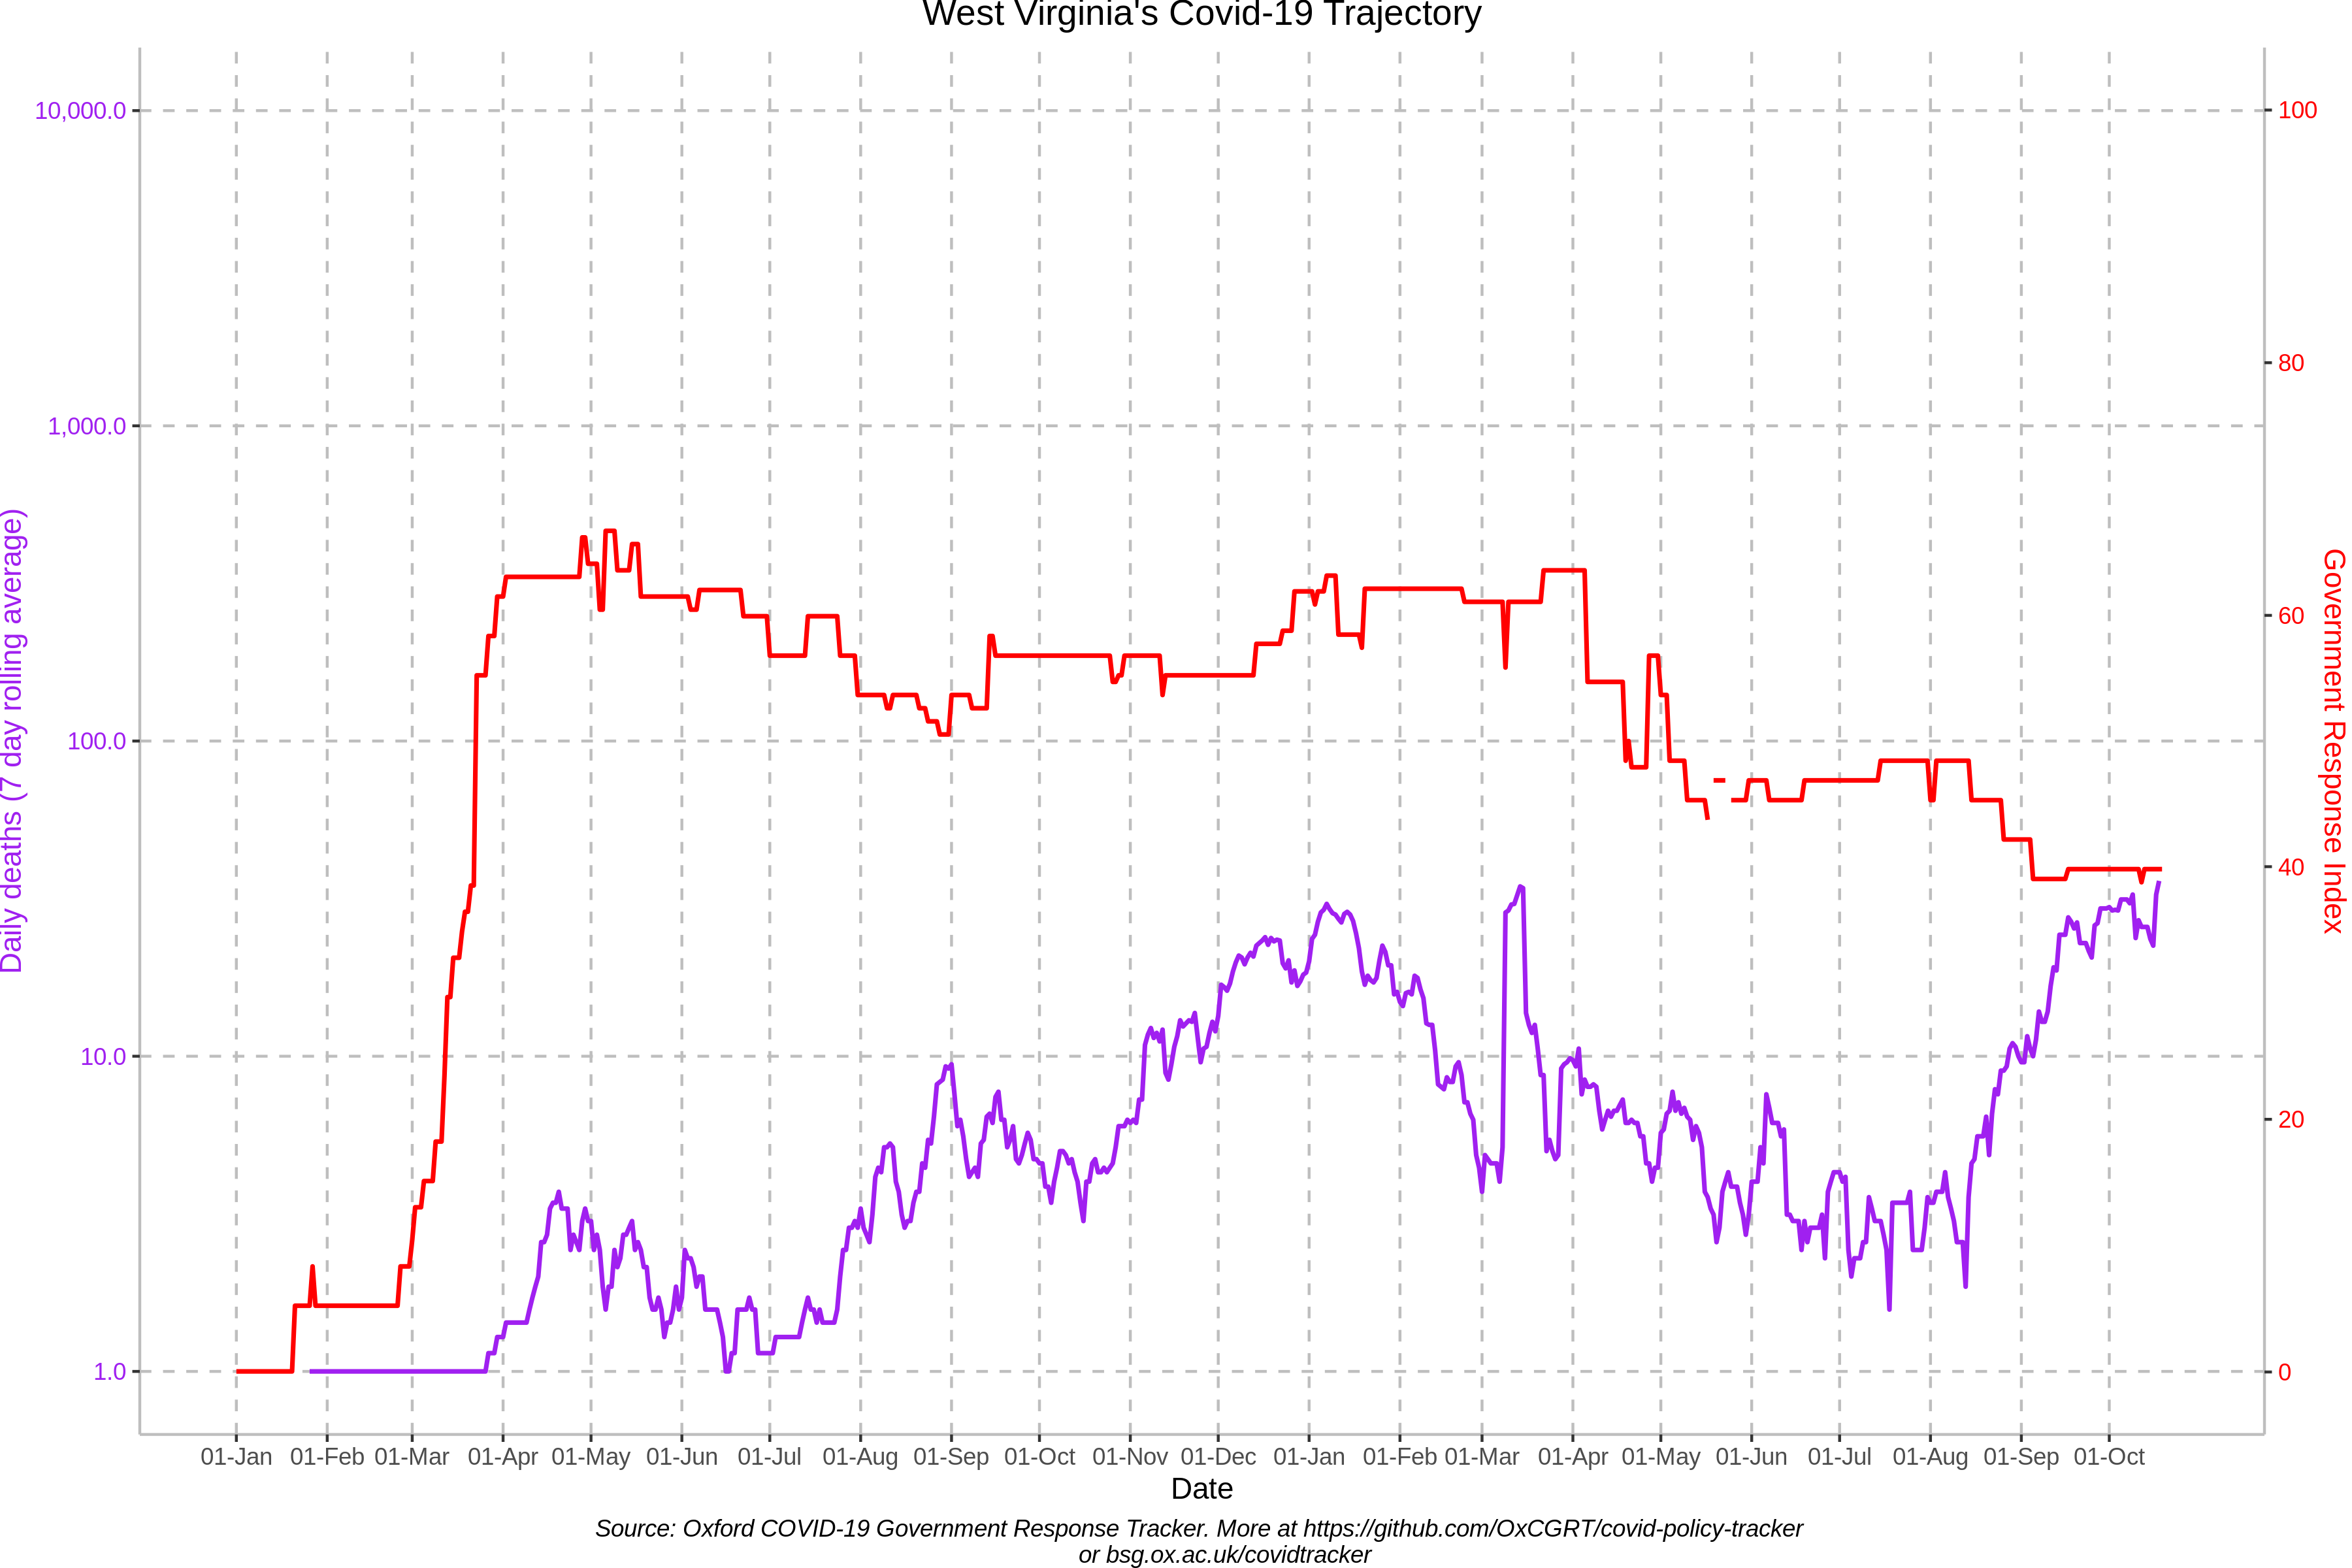 West Virginia's Covid-19 Trajectory
10,000.0
1,000.0
100.0
10.0
1.0
Daily deaths (7 day rolling average)
100
80
60
40
20
0
Government Response Index
01-Jan 01-Feb 01-Mar 01-Apr 01-May 01-Jun 01-Jul 01-Aug 01-Sep 01-Oct 01-Nov 01-Dec 01-Jan 01-Feb 01-Mar 01-Apr 01-May 01-Jun 01-Jul 01-Aug 01-Sep 01-Oct
Date
Source: Oxford COVID-19 Government Response Tracker. More at https://github.com/OxCGRT/covid-policy-tracker
or bsg.ox.ac.uk/covidtracker